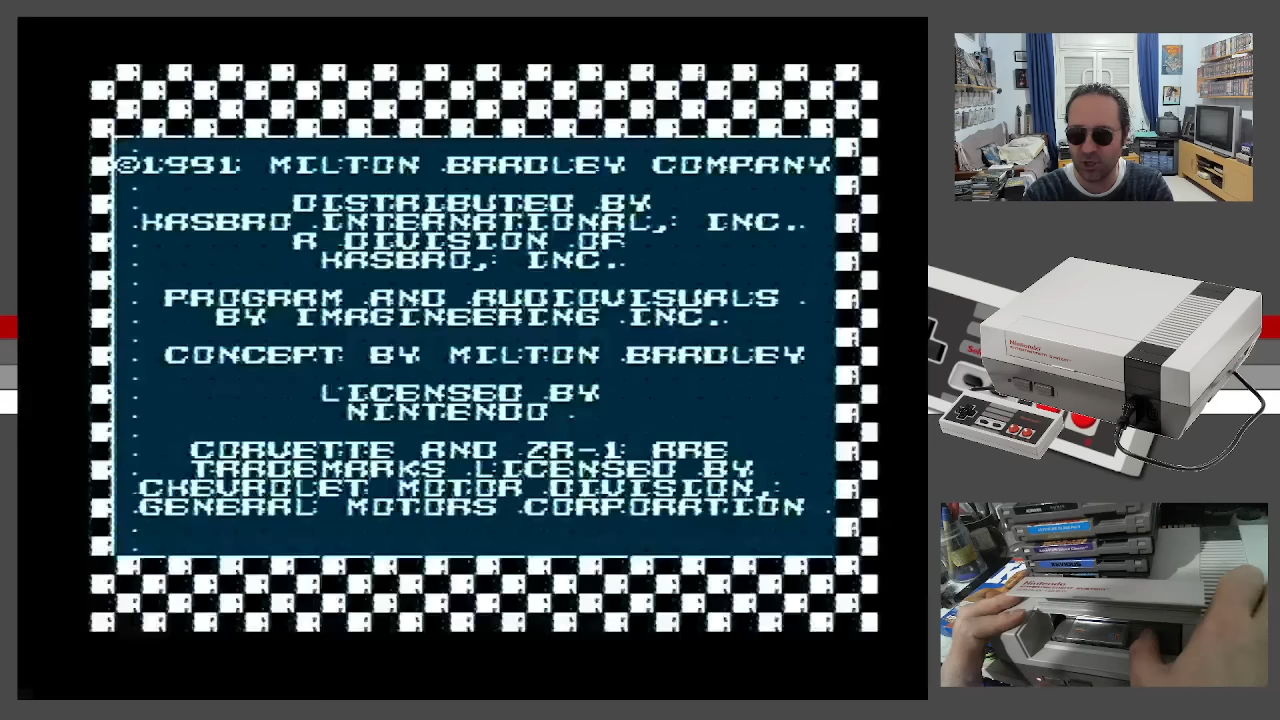 ©1991 MILTON BRADLEY COMPANY
DISTRIBUTED BY
HASBRO INTERNATIONAL, INC.
A DIVISION OF
HASBRO, INC.
PROGRAM AND AUDIOVISUALS
BY IMAGINEERING INC.
CONCEPT BY MILTON BRADLEY
LICENSED BY
NINTENDO
CORVETTE AND ZR-1 ARE
TRADEMARKS LICENSED BY
CHEVROLET MOTOR DIVISION,
GENERAL MOTORS CORPORATION
Nintendo
Nintendo